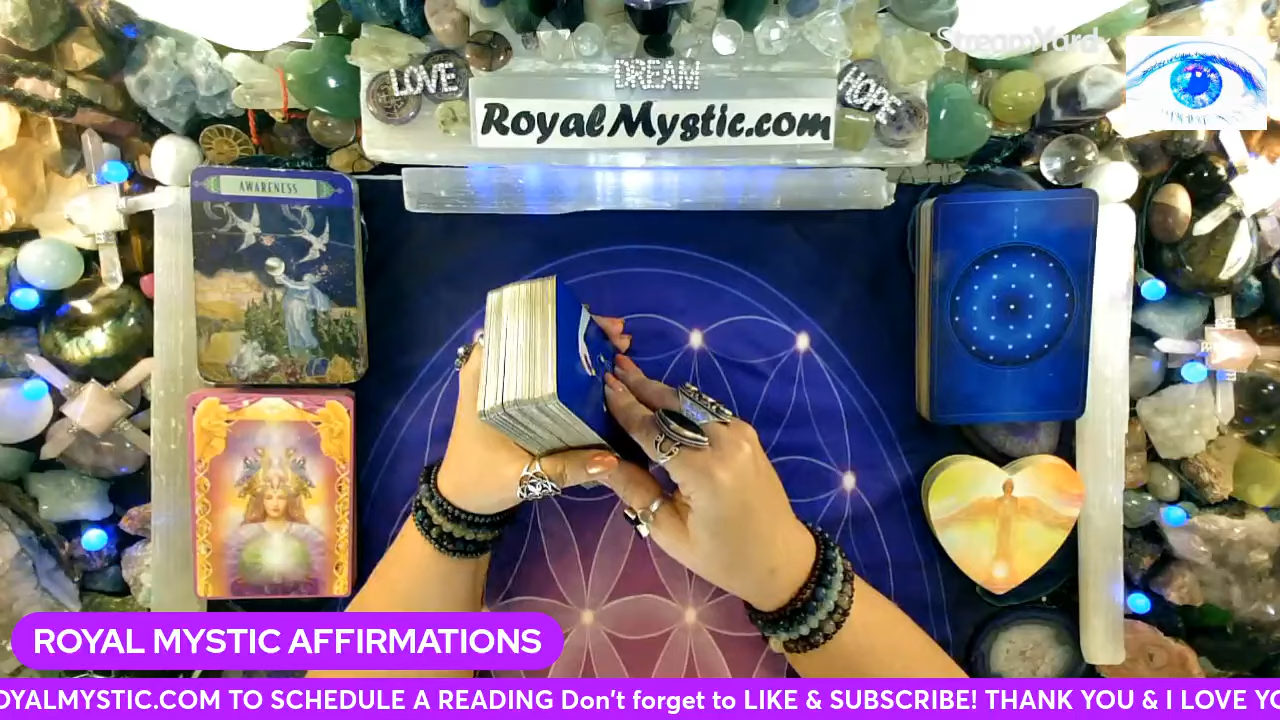 StreamYard
LOVE
DREAM
HOPE
RoyalMystic.com
AWARENESS
ROYAL MYSTIC AFFIRMATIONS
OYALMYSTIC.COM TO SCHEDULE A READING Don't forget to LIKE & SUBSCRIBE! THANK YOU & I LOVE YO